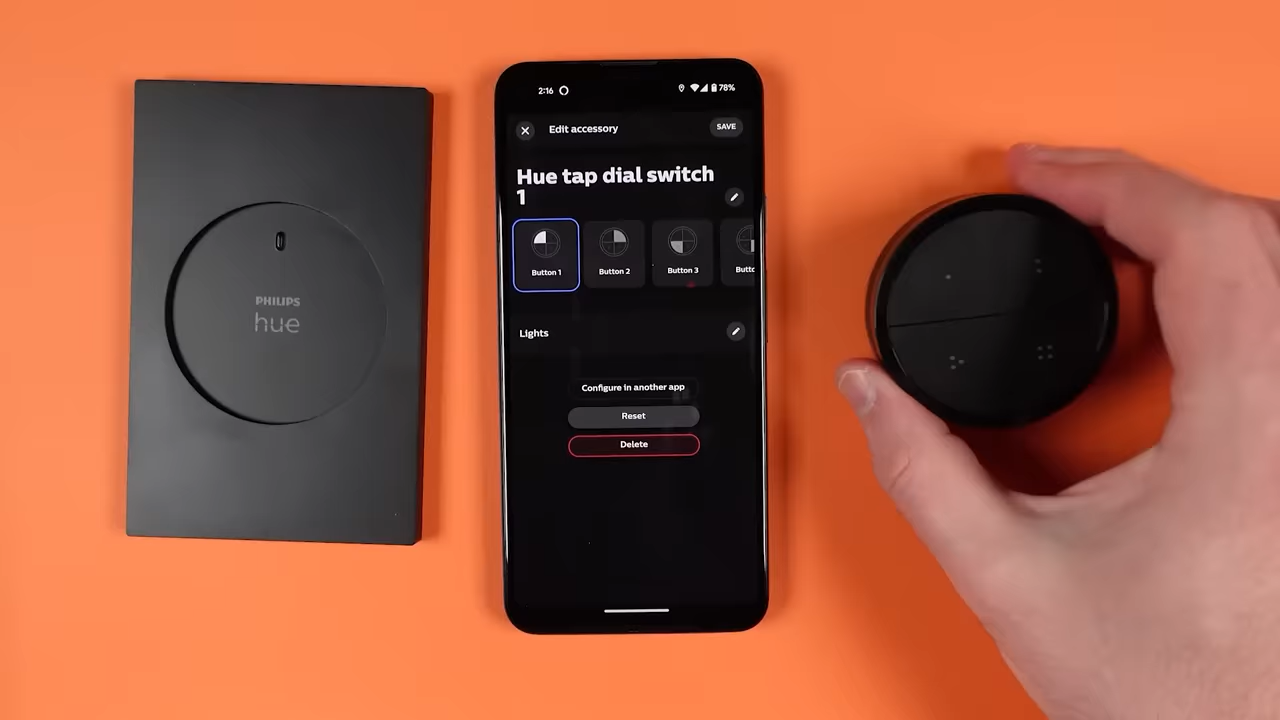 PHILIPS
hue
2:16
78%
Edit accessory
SAVE
Hue tap dial switch
1
Button 1
Button 2
Button 3
Butto
Lights
Configure in another app
Reset
Delete